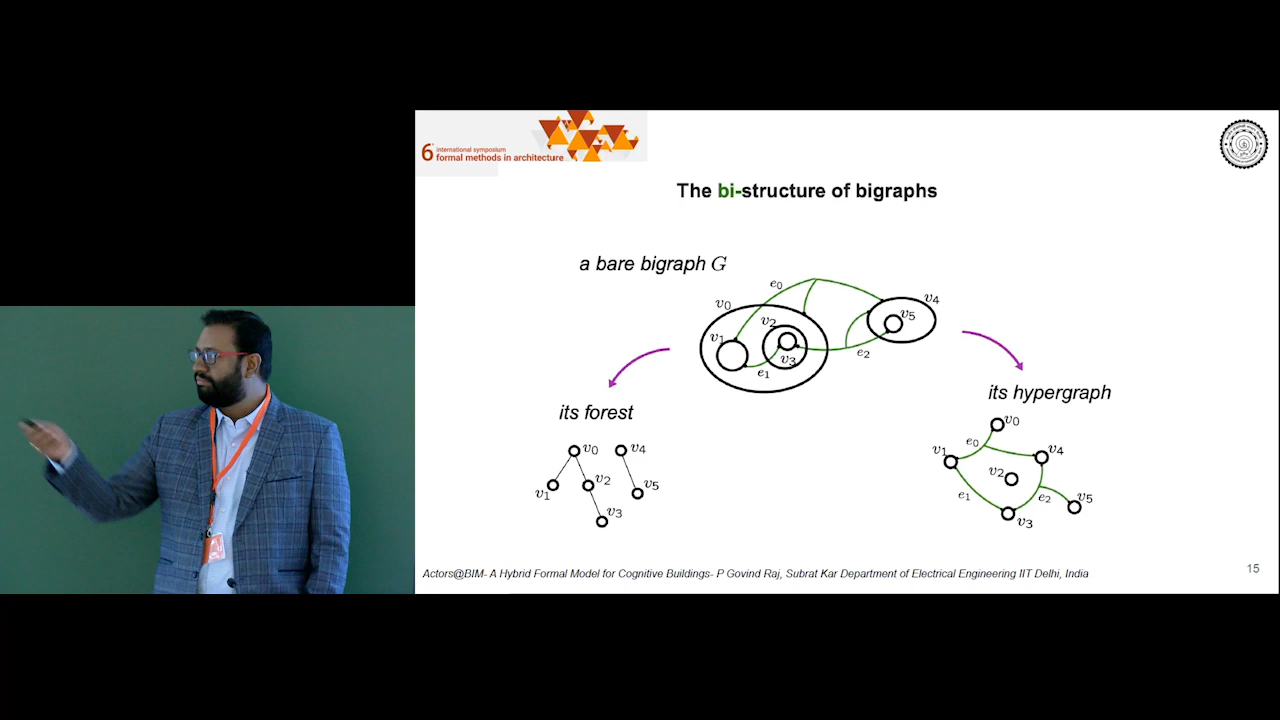 international symposium
6th formal methods in architecture
The bi-structure of bigraphs
a bare bigraph G
e0
v0
v4
v5
v2
v1
v3
e2
e1
its hypergraph
its forest
v0
v4
v1
v2
v5
v3
v0
e0
v1
v4
v2
e1
e2
v5
v3
Actors@BIM- A Hybrid Formal Model for Cognitive Buildings- P Govind Raj, Subrat Kar Department of Electrical Engineering IIT Delhi, India
15